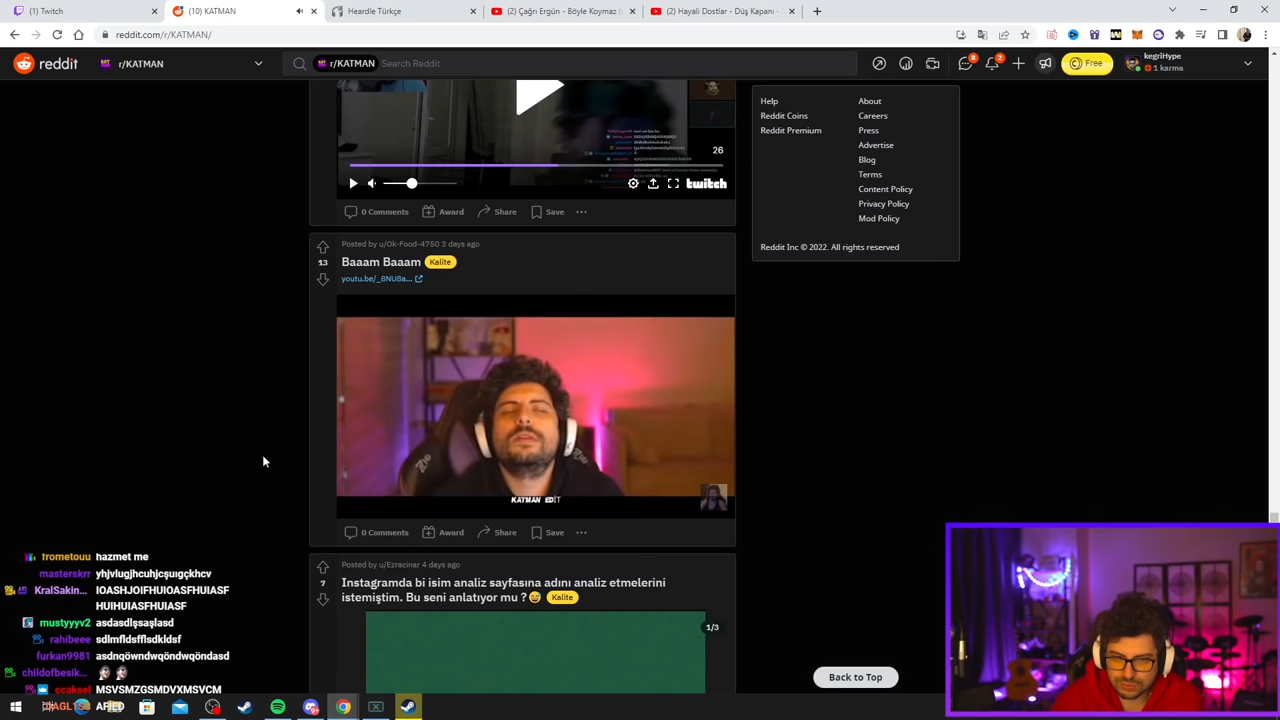 (1) Twitch
(10) KATMAN
Heardle Türkçe
(2) Çağrı Ergün - Böyle Koymaz (
(2) Hayali Dostlar - Düş Kapanı -
reddit.com/r/KATMAN/
reddit
r/KATMAN
r/KATMAN
Search Reddit
8
2
Free
kegriHype
1 karma
26
twitch
0 Comments
Award
Share
Save
Help
About
Reddit Coins
Careers
Reddit Premium
Press
Advertise
Blog
Terms
Content Policy
Privacy Policy
Mod Policy
Reddit Inc © 2022. All rights reserved
Posted by u/Ok-Food-4750 3 days ago
13
Baaam Baaam
Kalite
youtu.be/_8NU8a...
KATMAN EDİT
0 Comments
Award
Share
Save
Posted by u/Ezracinar 4 days ago
7
Instagramda bi isim analiz sayfasına adını analiz etmelerini
istemiştim. Bu seni anlatıyor mu ?😅
Kalite
1/3
Back to Top
trometouu hazmet me
masterskrr yhjvlugjhcuhjcşuıgçkhcv
KralSakin... IOASHJOIFHUIOASFHUIASF
HUIHUIASFHUIASF
mustyyyv2 asdasdlşsaşlasd
rahibeee sdlmfldsfflsdkldsf
furkan9981 asdnqöwndwqöndwqöndasd
childofbesik...
ccaksel MSVSMZGSMDVXMSVCM